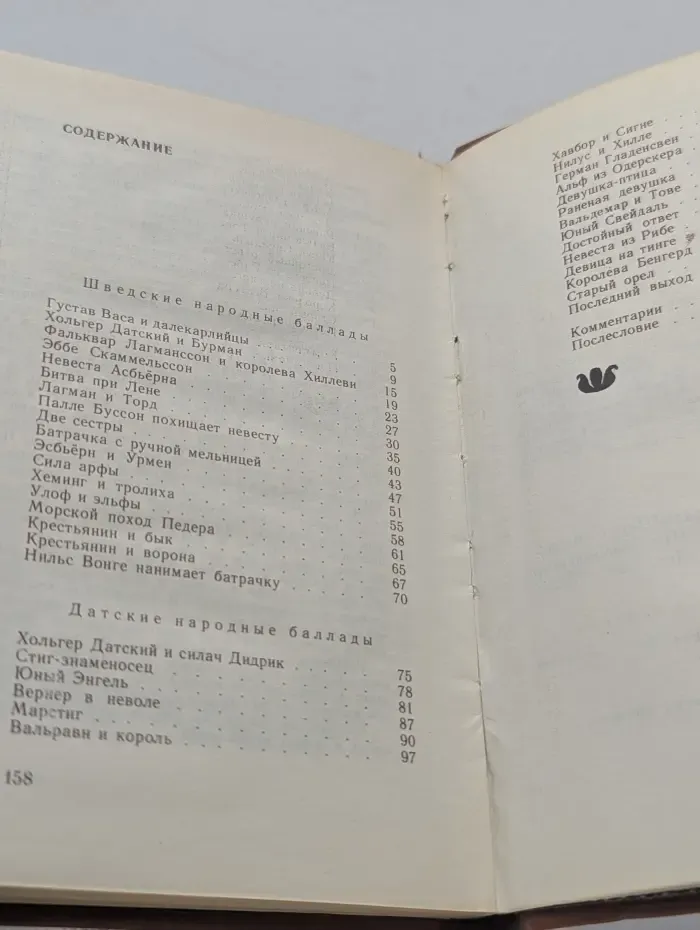 СОДЕРЖАНИЕ
Шведские народные баллады
Густав Васа и далекарлийцы . . . . . 5
Хольгер Датский и Бурман . . . . . 9
Фальквар Лагманссон и королева Хиллеви 15
Эббе Скаммельссон . . . . . 19
Невеста Асбьёрна . . . . . 23
Битва при Лене . . . . . 27
Лагман и Торд . . . . . 30
Палле Буссон похищает невесту . . . . . 35
Две сестры . . . . . 40
Батрачка с ручной мельницей . . . . . 43
Эсбьёрн и Урмен . . . . . 47
Сила арфы . . . . . 51
Хеминг и тролиха . . . . . 55
Улоф и эльфы . . . . . 58
Морской поход Педера . . . . . 61
Крестьянин и бык . . . . . 65
Крестьянин и ворона . . . . . 67
Нильс Вонге нанимает батрачку . . . . . 70
Датские народные баллады
Хольгер Датский и силач Дидрик . . . . . 75
Стиг-знаменосец . . . . . 78
Юный Энгель . . . . . 81
Вернер в неволе . . . . . 87
Марстиг . . . . . 90
Вальравн и король . . . . . 97
158
Хавбор и Сигне .
Нилус и Хилле .
Герман Гладенсвен
Альф из Одерскера .
Девушка-птица .
Раненая девушка
Вальдемар и Тове .
Юный Свейдаль .
Достойный ответ .
Невеста из Рибе .
Девица на тинге .
Королева Бенгерд
Старый орел . .
Последний выход
Комментарии . .
Послесловие . .